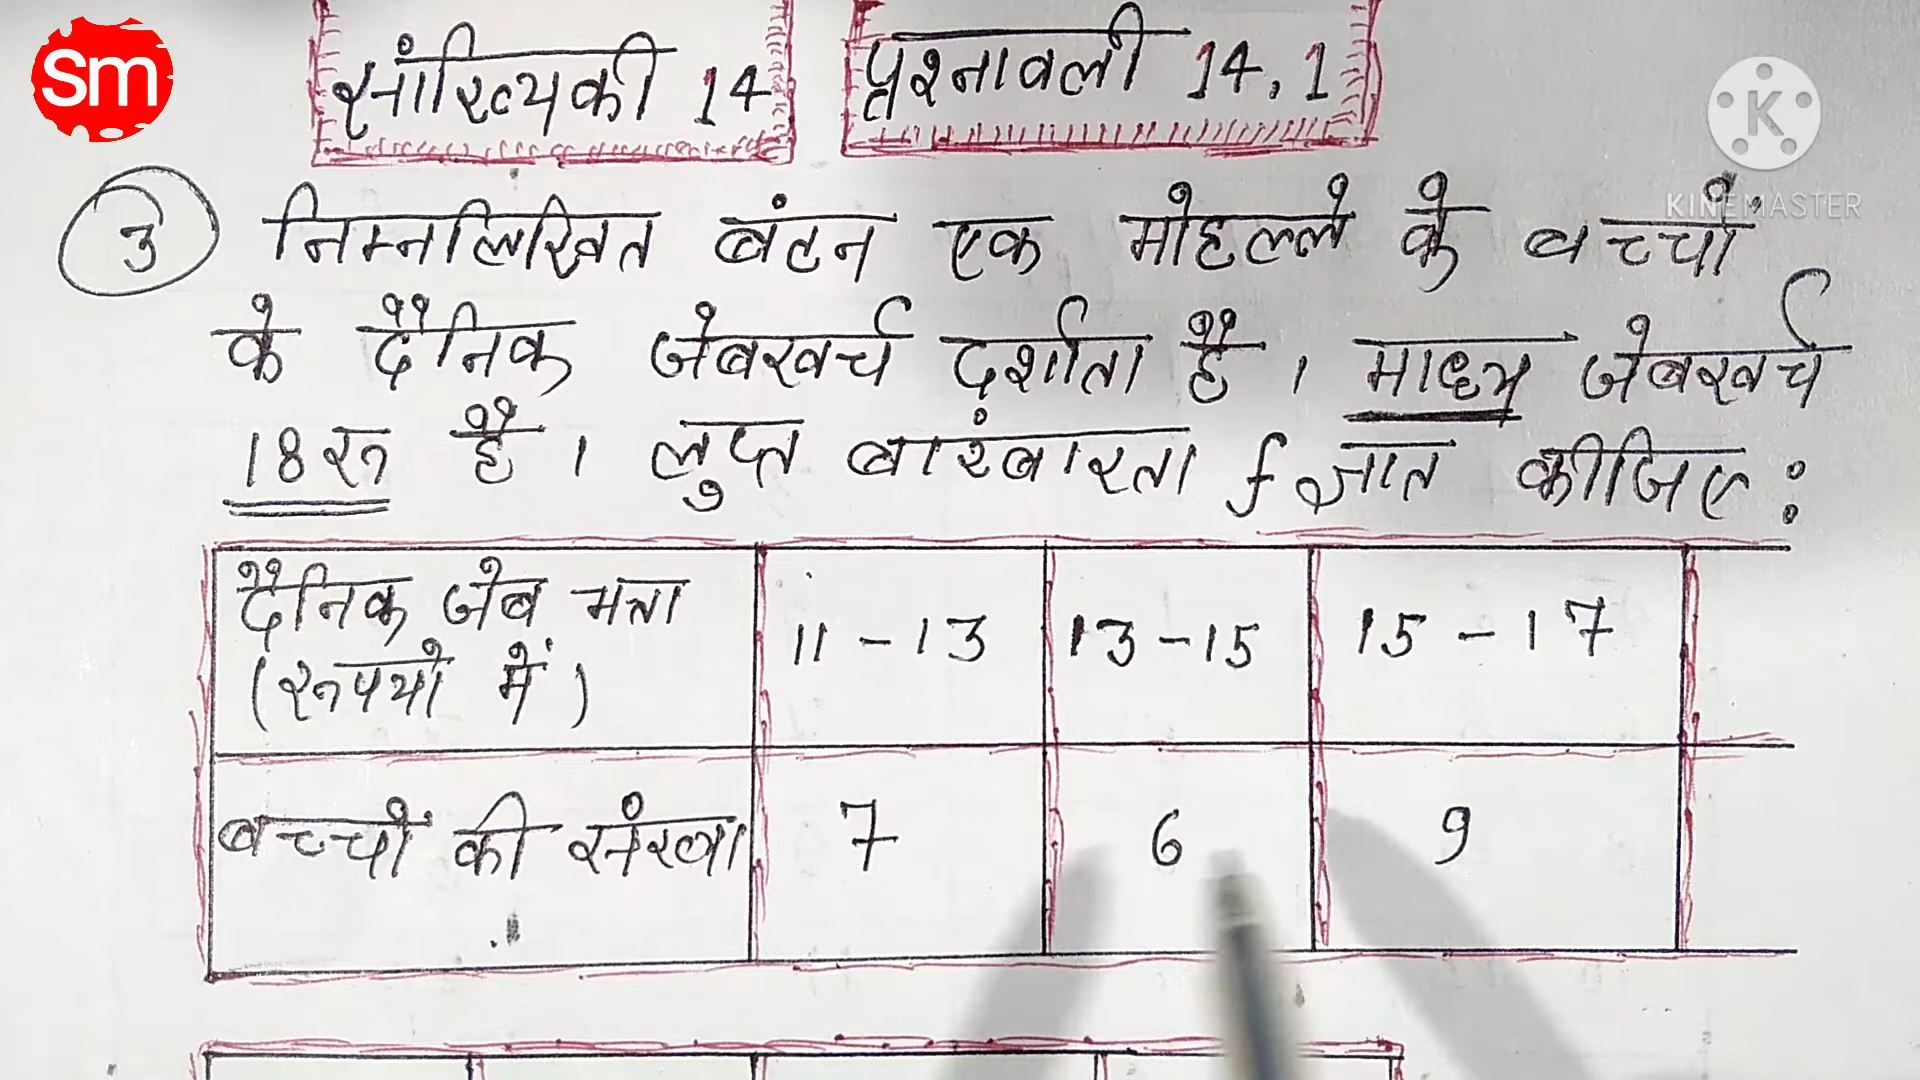 Sm
सांख्यिकी 14
प्रश्नावली 14.1
K
KINEMASTER
3 निम्नलिखित बंटन एक मोहल्ले के बच्चों
के दैनिक जेबखर्च दर्शाता है । माध्य जेबखर्च
18रु है । लुप्त बारंबारता f ज्ञात कीजिए :
दैनिक जेब भत्ता
(रुपयो में)
11 - 13
13 - 15
15 - 17
बच्चों की संख्या
7
6
9